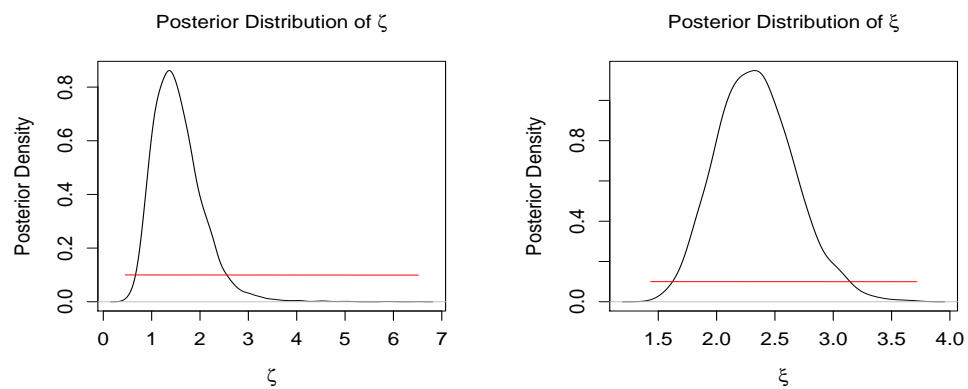 Posterior Distribution of ζ
Posterior Density
0.0 0.2 0.4 0.6 0.8
0 1 2 3 4 5 6 7
ζ
Posterior Distribution of ξ
Posterior Density
0.0 0.4 0.8
1.5 2.0 2.5 3.0 3.5 4.0
ξ